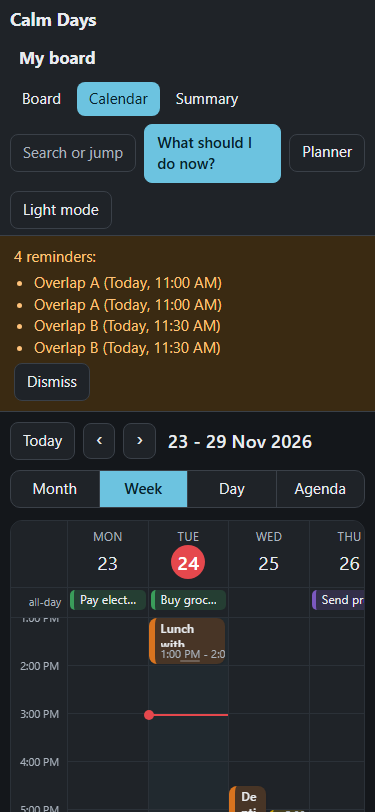 Calm Days
My board
Board Calendar Summary
Search or jump What should I do now? Planner
Light mode
4 reminders:
• Overlap A (Today, 11:00 AM)
• Overlap A (Today, 11:00 AM)
• Overlap B (Today, 11:30 AM)
• Overlap B (Today, 11:30 AM)
Dismiss
Today ‹ › 23 - 29 Nov 2026
Month Week Day Agenda
MON TUE WED THU
23 24 25 26
all-day Pay elect... Buy groc... Send pr
1:00 PM Lunch with
1:00 PM - 2:0
2:00 PM
3:00 PM
4:00 PM
5:00 PM De